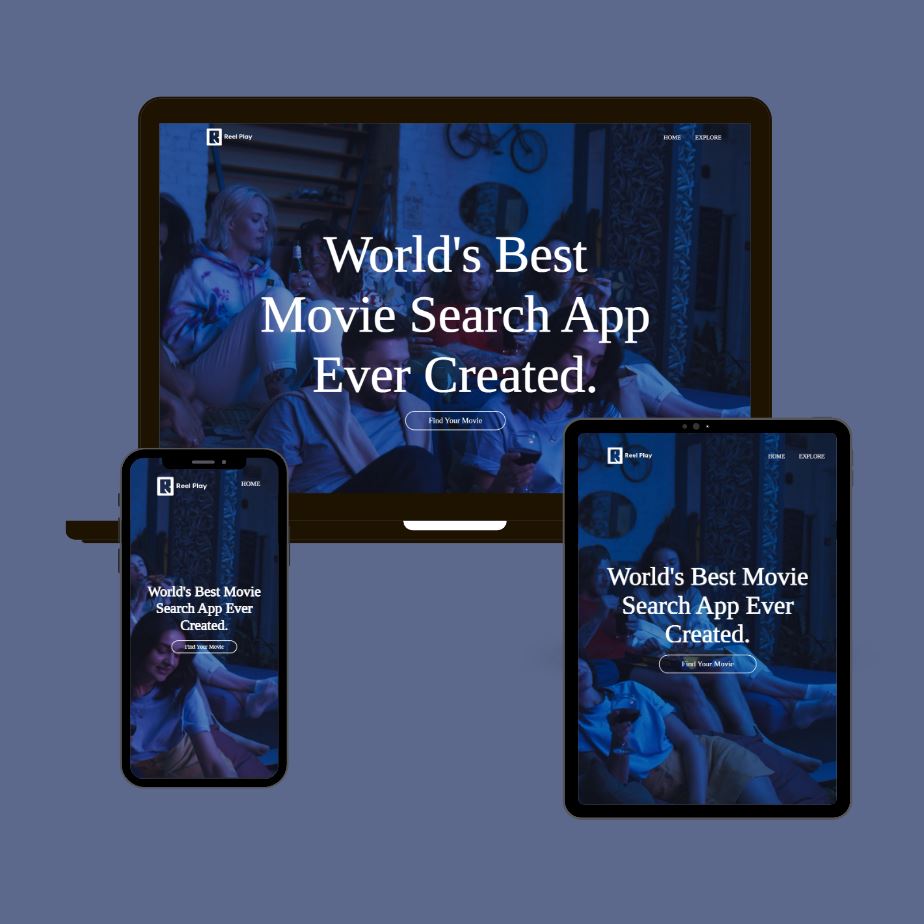 Reel Play
HOME EXPLORE
World's Best
Movie Search App
Ever Created.
Find Your Movie
Reel Play
HOME
World's Best Movie
Search App Ever
Created.
Find Your Movie
Reel Play
HOME EXPLORE
World's Best Movie
Search App Ever
Created.
Find Your Movie